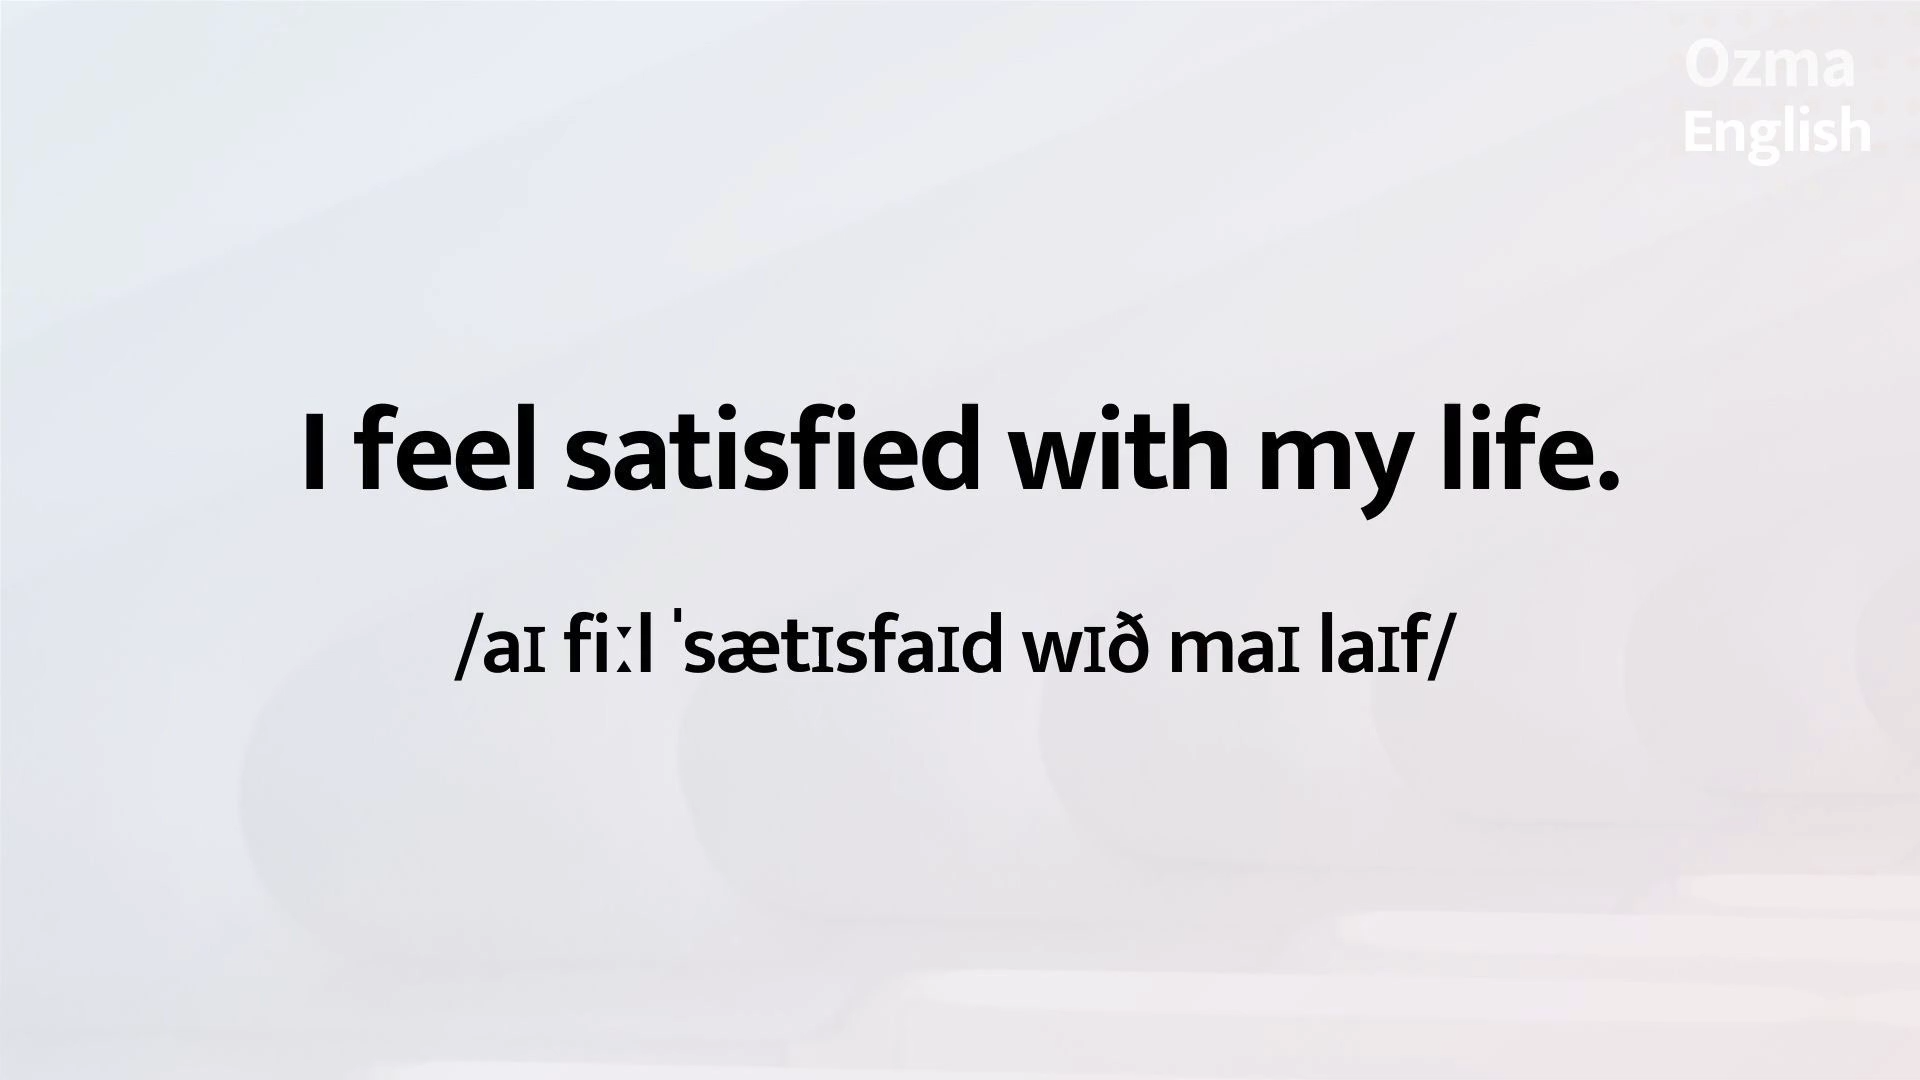 Ozma
English
I feel satisfied with my life.
/aɪ fiːl ˈsætɪsfaɪd wɪð maɪ laɪf/